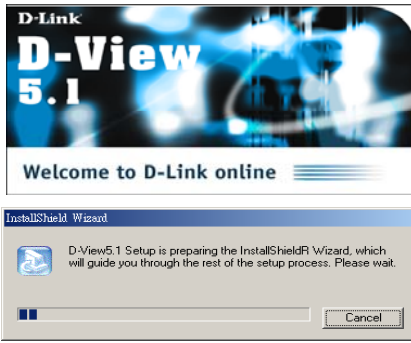 D-Link
D-View
5.1
Welcome to D-Link online
InstallShield Wizard
D-View5.1 Setup is preparing the InstallShieldR Wizard, which
will guide you through the rest of the setup process. Please wait.
Cancel